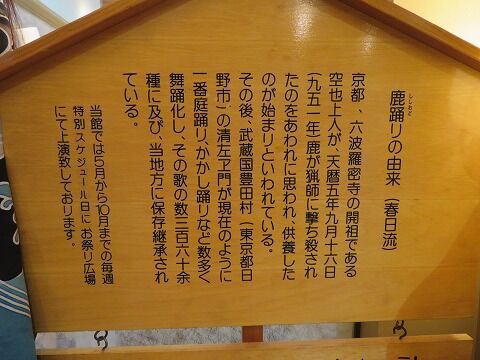 鹿踊りの由来（春日流）
ししおど
京都、六波羅密寺の開祖である
空也上人が、天暦五年九月十六日
（九五一年）鹿が猟師に撃ち殺され
たのをあわれに思われ、供養した
のが始まりといわれている。
その後、武蔵国豊田村（東京都日
野市）の清左ヱ門が現在のように
一番庭踊り、かかし踊りなど数多く
舞踊化し、その歌の数三百六十余
種に及び、当地方に保存継承され
ている。
当館では５月から１０月までの毎週
特別スケジュール日にお祭り広場
にて上演致しております。